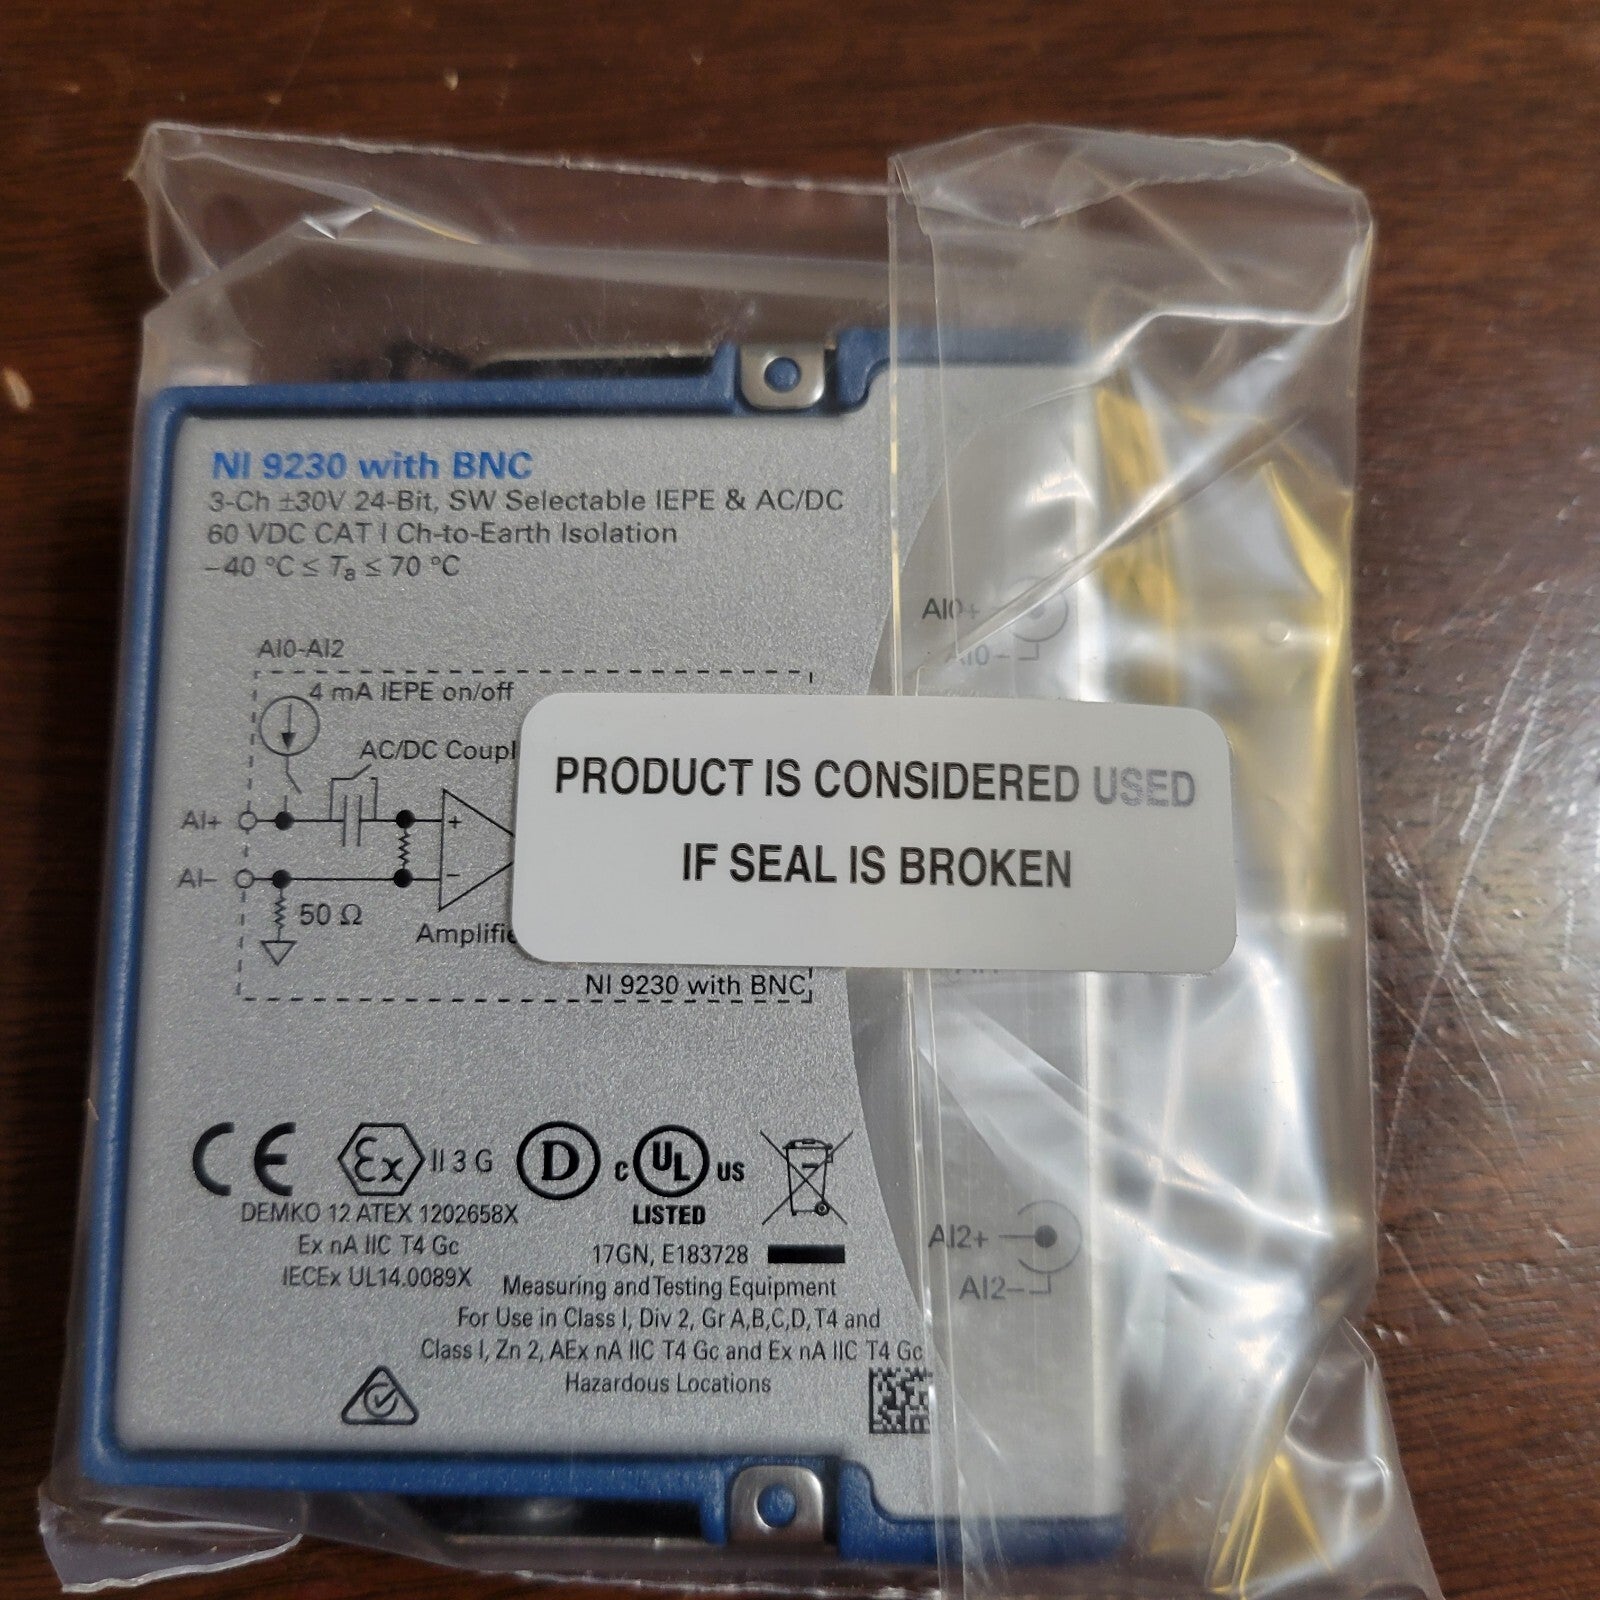 NI 9230 with BNC
3-Ch ±30V 24-Bit, SW Selectable IEPE & AC/DC
60 VDC CAT I Ch-to-Earth Isolation
–40 °C ≤ Ta ≤ 70 °C
AI0-AI2
4 mA IEPE on/off
AC/DC Coupl
AI+
+
AI–
–
50 Ω
Amplifie
NI 9230 with BNC
AI0+
AI0–
PRODUCT IS CONSIDERED USED
IF SEAL IS BROKEN
CE Ex II 3 G D c UL US
LISTED
DEMKO 12 ATEX 1202658X
Ex nA IIC T4 Gc
IECEx UL14.0089X
17GN, E183728
Measuring and Testing Equipment
For Use in Class I, Div 2, Gr A,B,C,D, T4 and
Class I, Zn 2, AEx nA IIC T4 Gc and Ex nA IIC T4 Gc
Hazardous Locations
AI2+
AI2–